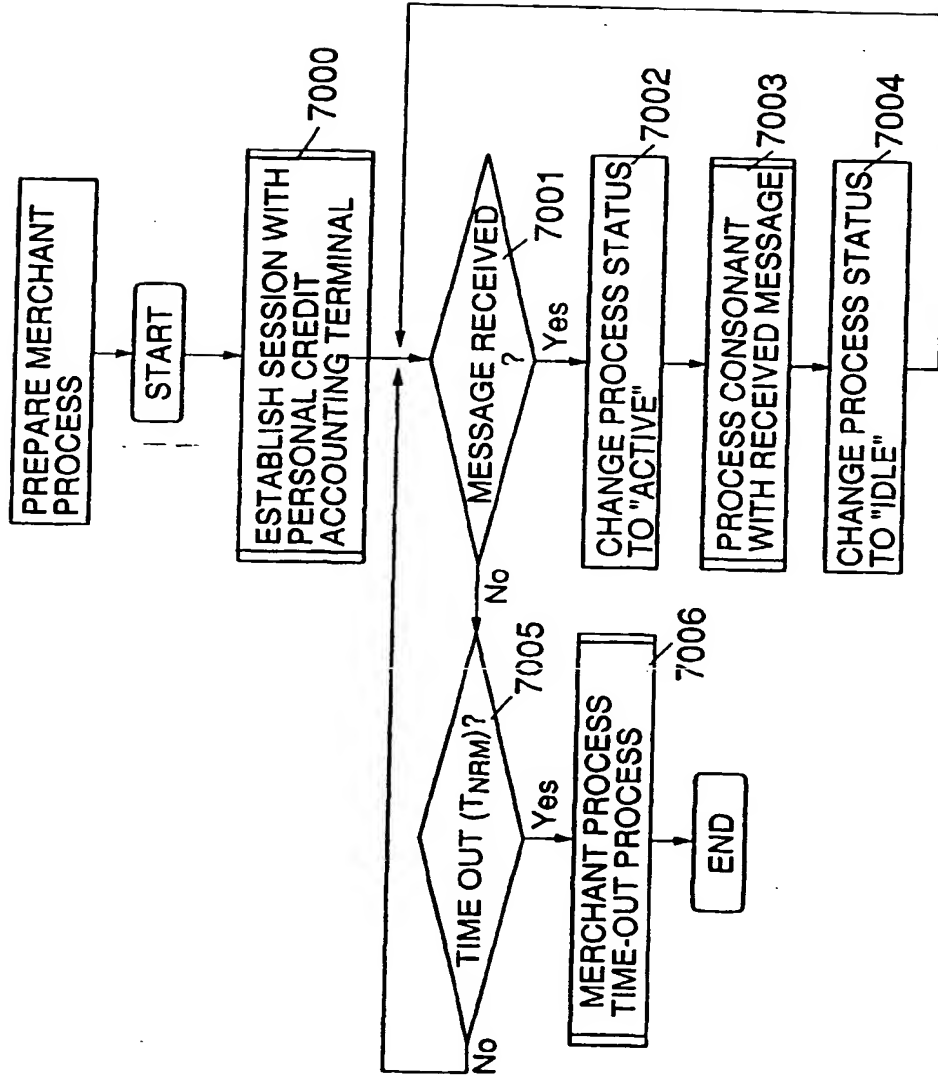 PREPARE MERCHANT
PROCESS
START
ESTABLISH SESSION WITH
PERSONAL CREDIT
ACCOUNTING TERMINAL
7000
MESSAGE RECEIVED
?
7001
Yes
No
CHANGE PROCESS STATUS
TO "ACTIVE"
7002
PROCESS CONSONANT
WITH RECEIVED MESSAGE
7003
CHANGE PROCESS STATUS
TO "IDLE"
7004
TIME OUT (TNRM)?
7005
No
Yes
MERCHANT PROCESS
TIME-OUT PROCESS
7006
END